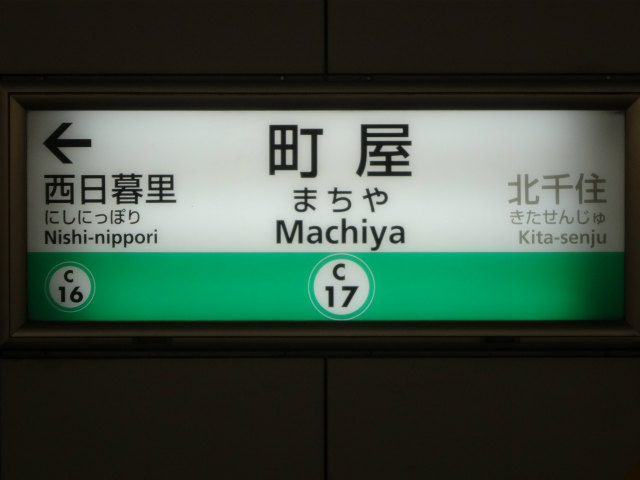 ←
町屋
西日暮里
北千住
まちや
にしにっぽり
きたせんじゅ
Machiya
Nishi-nippori
Kita-senju
C
16
C
17